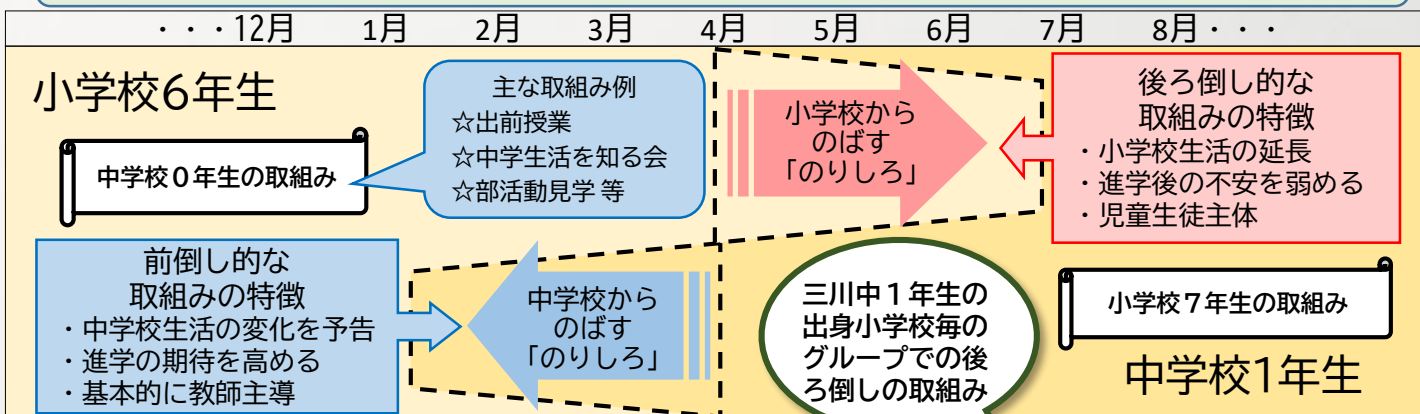 ・・・12月 1月 2月 3月 4月 5月 6月 7月 8月・・・
小学校6年生
中学校０年生の取組み
主な取組み例
☆出前授業
☆中学生活を知る会
☆部活動見学 等
小学校から
のばす
「のりしろ」
後ろ倒し的な
取組みの特徴
・小学校生活の延長
・進学後の不安を弱める
・児童生徒主体
前倒し的な
取組みの特徴
・中学校生活の変化を予告
・進学の期待を高める
・基本的に教師主導
中学校から
のばす
「のりしろ」
三川中１年生の
出身小学校毎の
グループでの後
ろ倒しの取組み
小学校７年生の取組み
中学校1年生